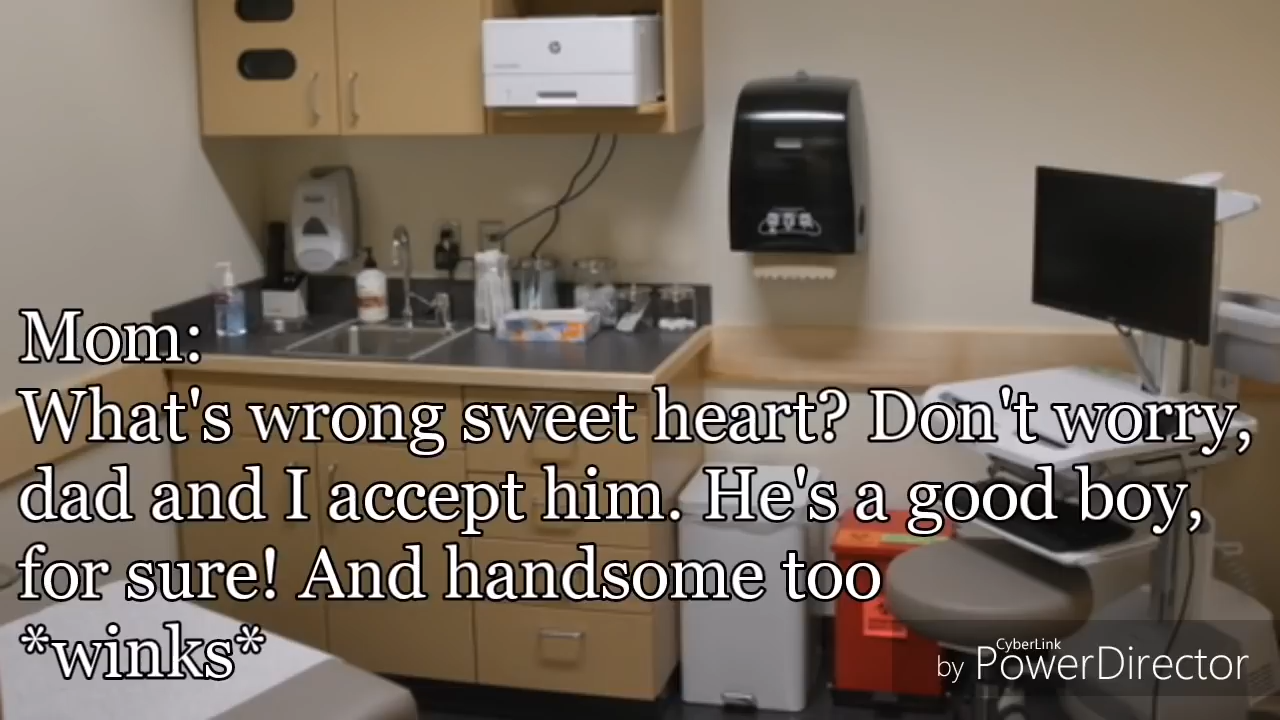 Mom:
What's wrong sweet heart? Don't worry,
dad and I accept him. He's a good boy,
for sure! And handsome too
*winks*
CyberLink
by PowerDirector